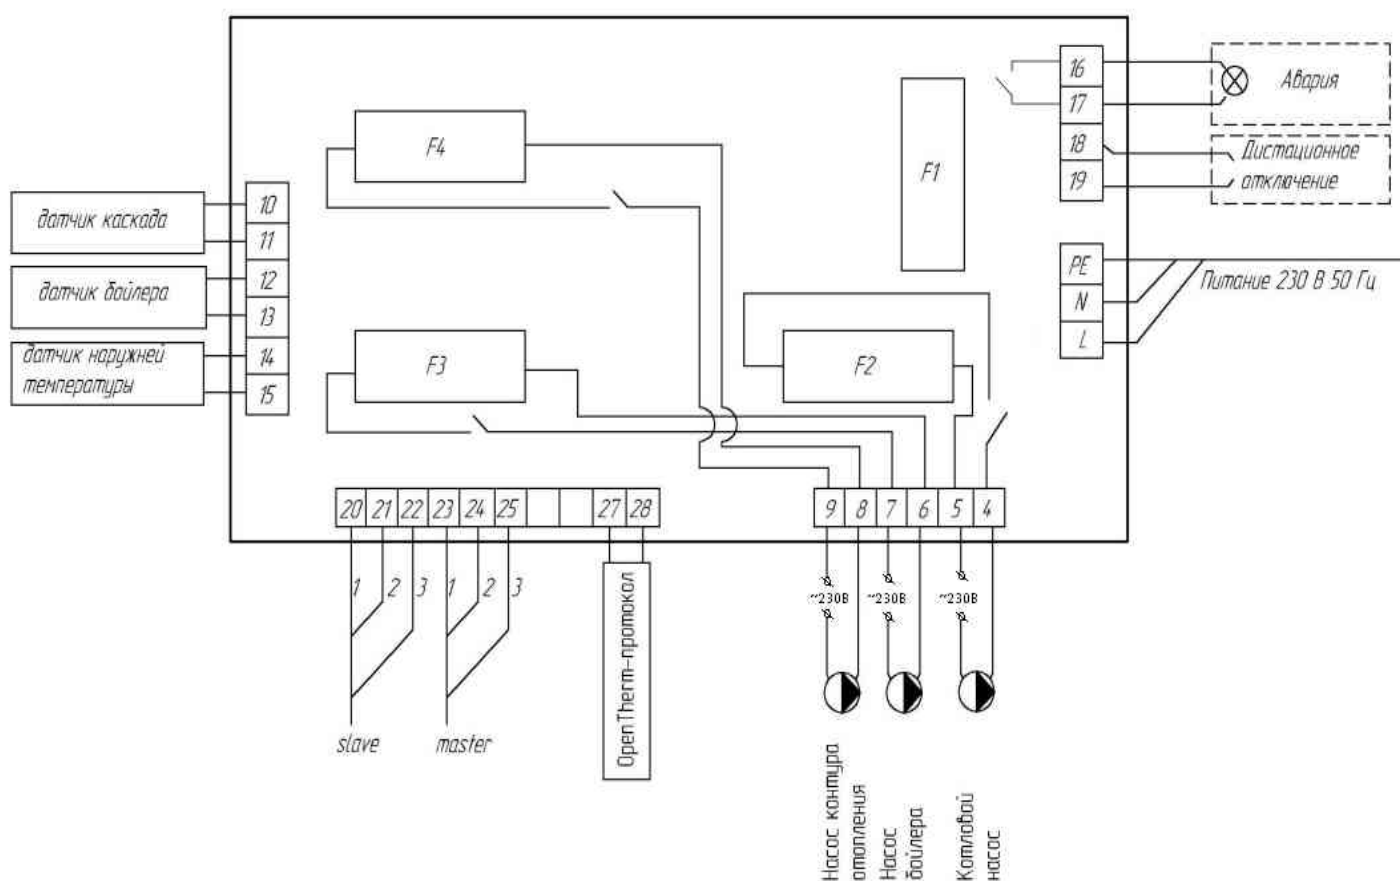 16
17
Авария
F4
F1
18
19
Дистационное
отключение
датчик каскада
10
11
PE
N
L
Питание 230 В 50 Гц
датчик бойлера
12
13
датчик наружней
температуры
14
15
F3
F2
20
21
22
23
24
25
27
28
9
8
7
6
5
4
1
2
3
1
2
3
~230В
~230В
~230В
OpenTherm-протокол
slave
master
Насос контура
отопления
Насос
бойлера
Котловой
насос